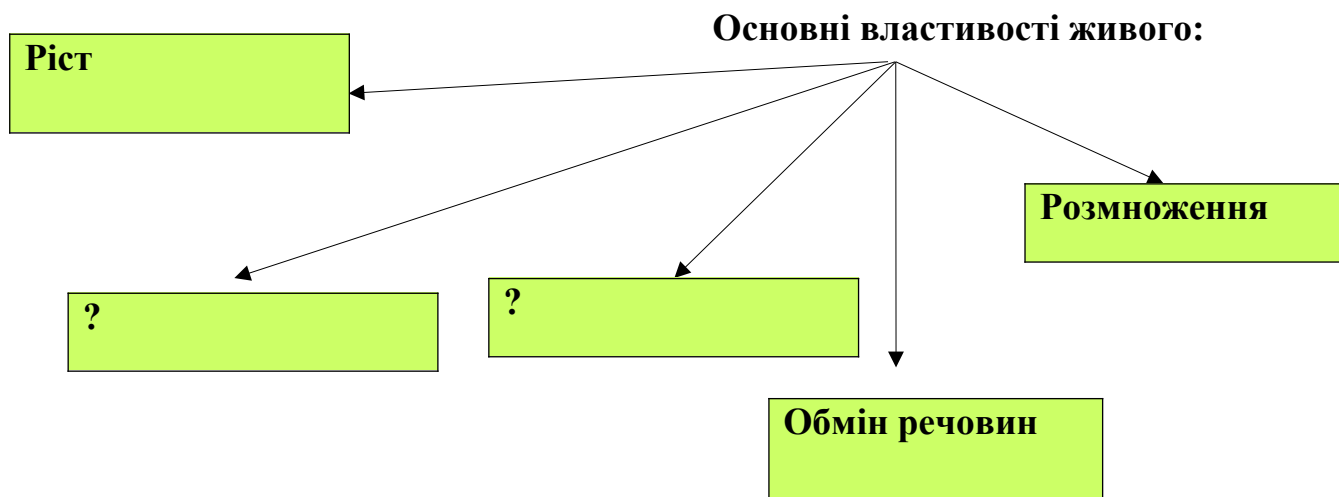 Основні властивості живого:
Ріст
Розмноження
?
?
Обмін речовин